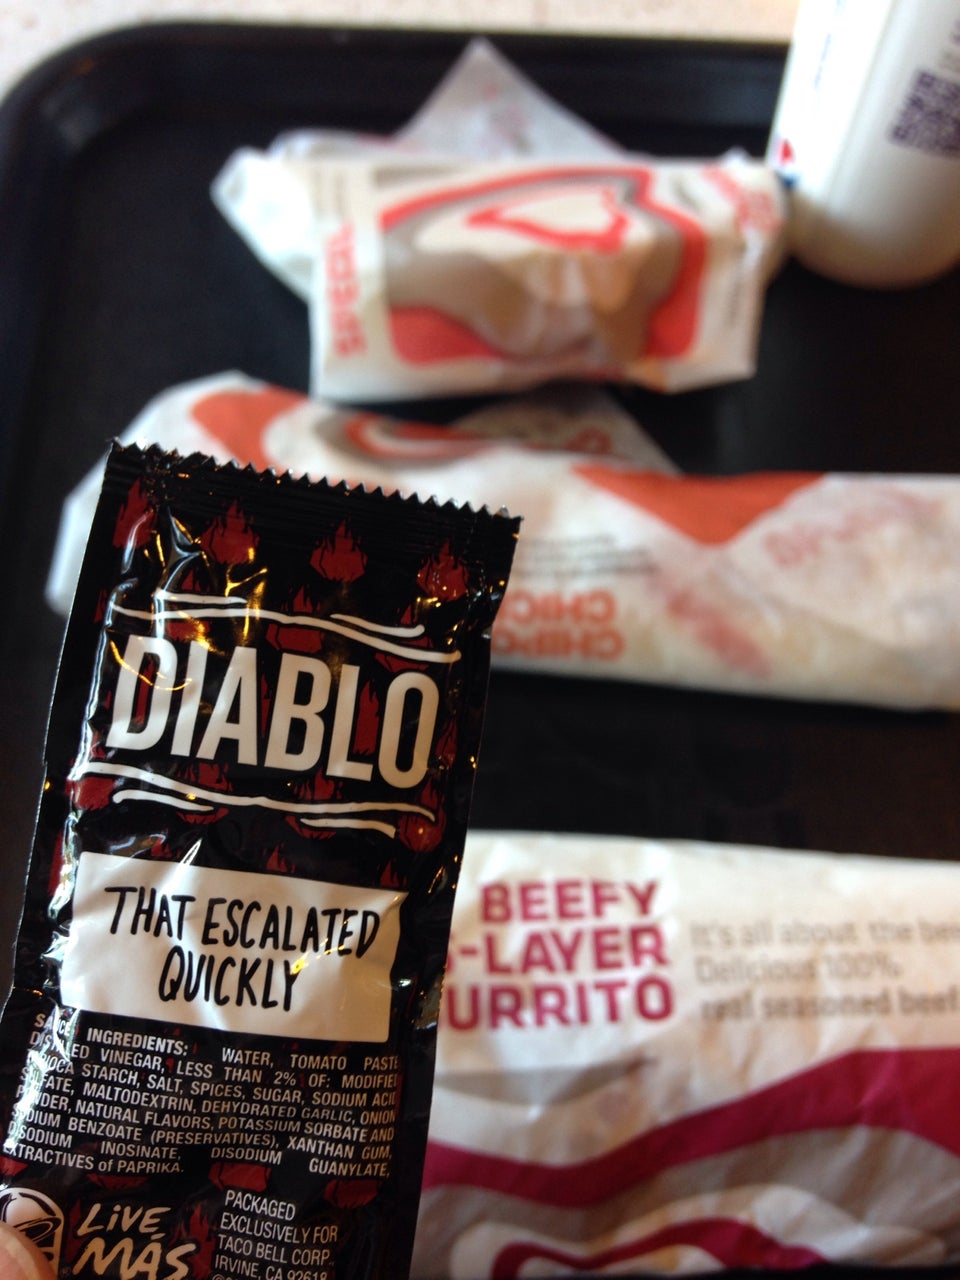 DIABLO
THAT ESCALATED
QUICKLY
INGREDIENTS: WATER, TOMATO PASTE
VINEGAR, LESS THAN 2% OF: MODIFIED
STARCH, SALT, SPICES, SUGAR, SODIUM ACID
MALTODEXTRIN, DEHYDRATED GARLIC, ONION
NATURAL FLAVORS, POTASSIUM SORBATE AND
BENZOATE (PRESERVATIVES), XANTHAN GUM,
DISODIUM INOSINATE, DISODIUM GUANYLATE,
EXTRACTIVES of PAPRIKA.
LIVE
MÁS
PACKAGED
EXCLUSIVELY FOR
TACO BELL CORP.
IRVINE, CA 92618
BEEFY
-LAYER
URRITO
It's all about the
Delicious 100%
real seasoned beef